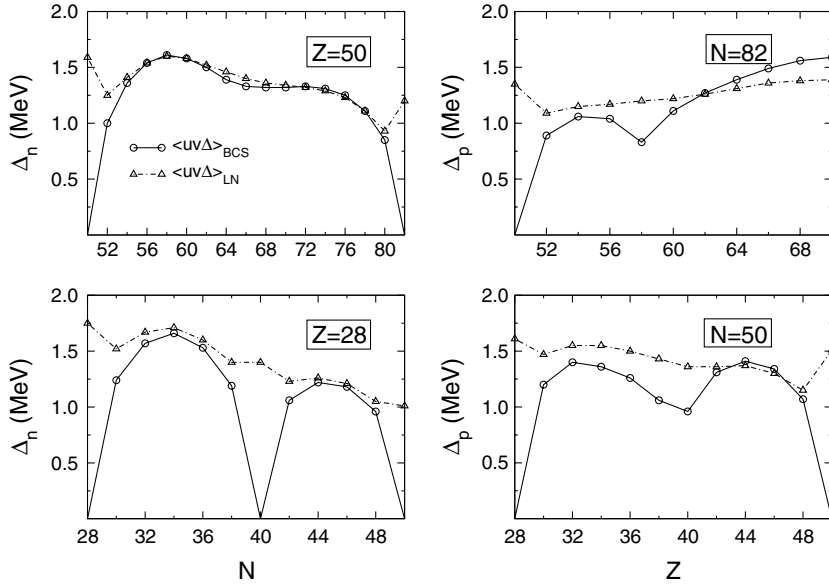 2.0
1.5
1.0
0.5
Δn (MeV)
Z=50
<uvΔ>BCS
<uvΔ>LN
52 56 60 64 68 72 76 80
2.0
1.5
1.0
0.5
Δp (MeV)
N=82
52 56 60 64 68
2.0
1.5
1.0
0.5
Δn (MeV)
Z=28
28 32 36 40 44 48
N
2.0
1.5
1.0
0.5
Δp (MeV)
N=50
28 32 36 40 44 48
Z